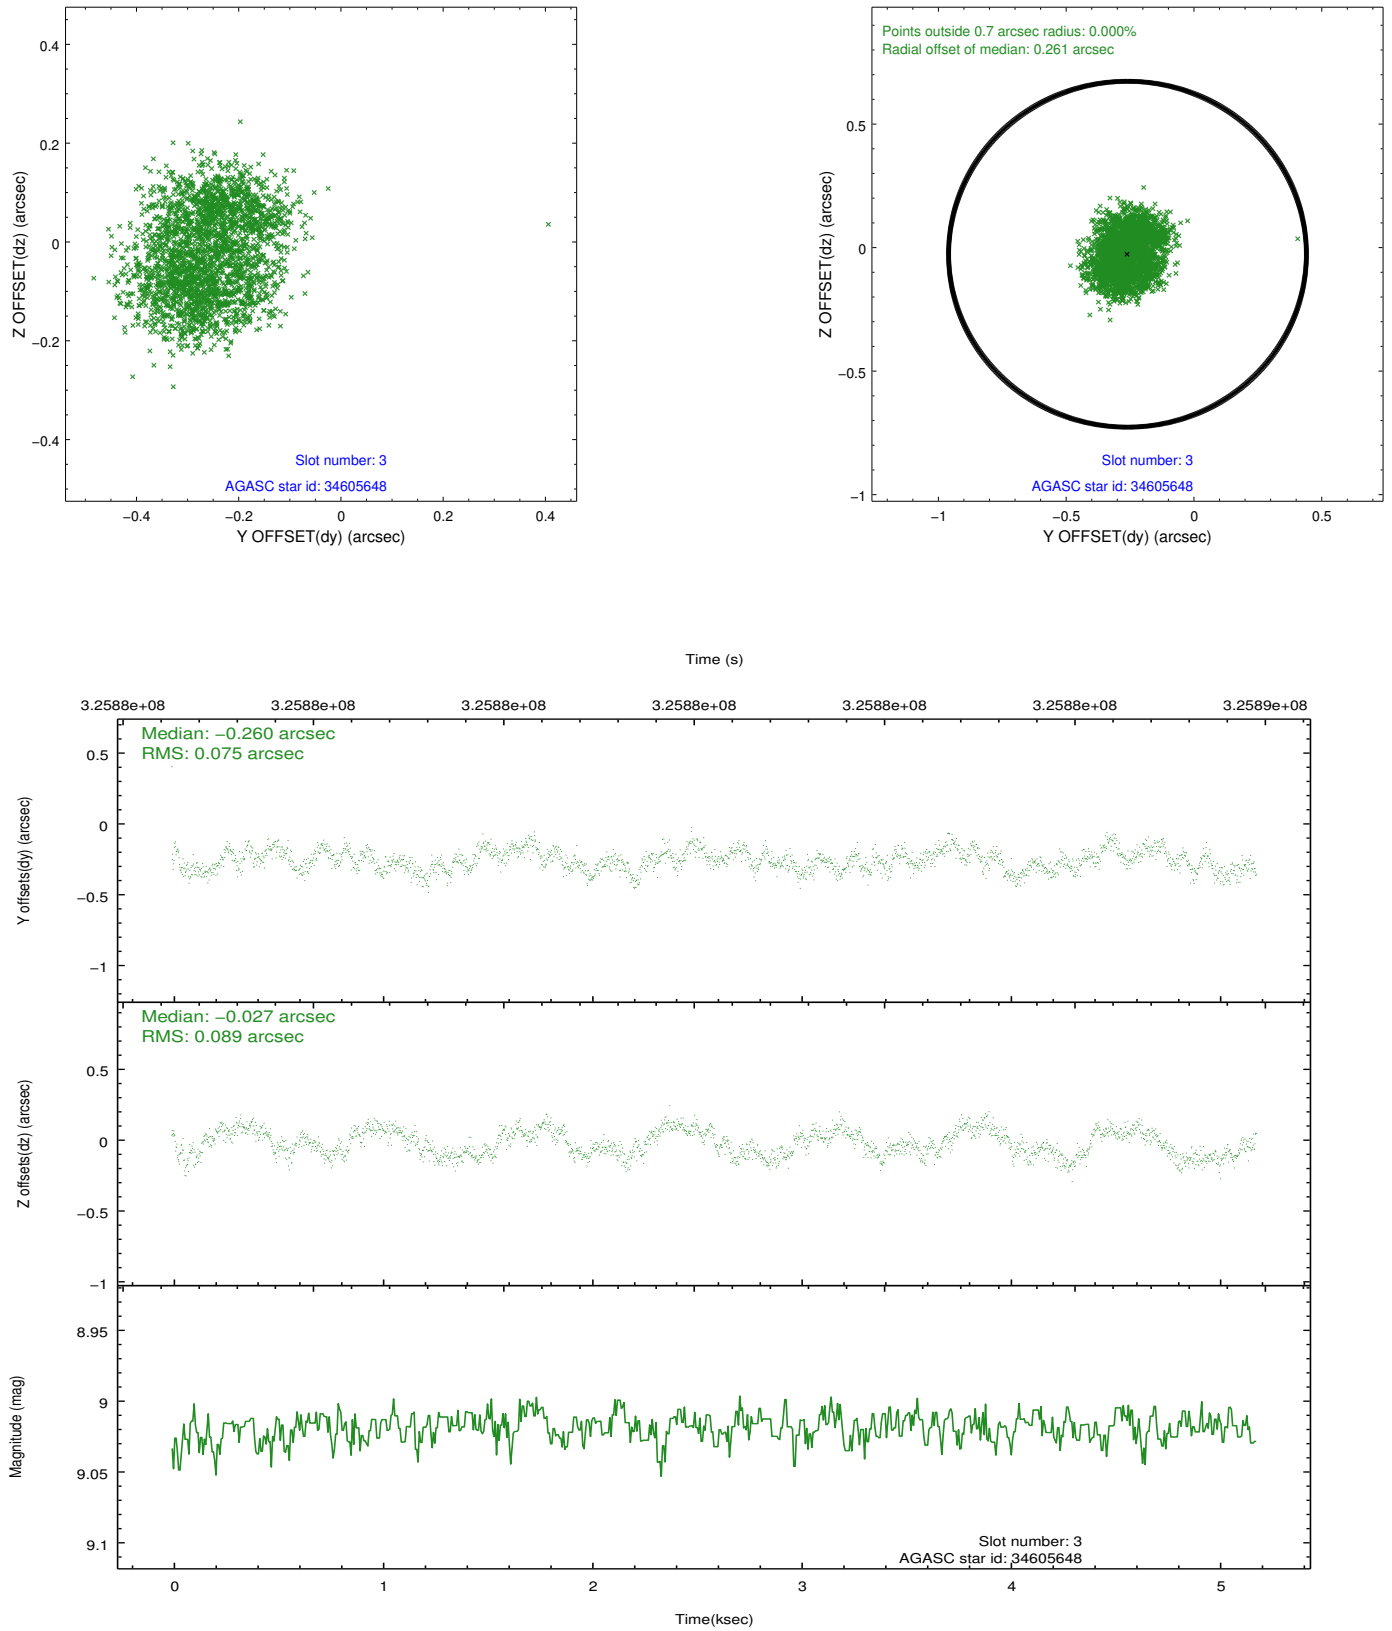 0.4
0.2
0
−0.2
−0.4
Z OFFSET(dz) (arcsec)
Slot number: 3
AGASC star id: 34605648
−0.4 −0.2 0 0.2 0.4
Y OFFSET(dy) (arcsec)
Points outside 0.7 arcsec radius: 0.000%
Radial offset of median: 0.261 arcsec
0.5
0
−0.5
−1
Z OFFSET(dz) (arcsec)
Slot number: 3
AGASC star id: 34605648
−1 −0.5 0 0.5
Y OFFSET(dy) (arcsec)
Time (s)
3.2588e+08 3.2588e+08 3.2588e+08 3.2588e+08 3.2588e+08 3.2588e+08 3.2589e+08
Median: −0.260 arcsec
RMS: 0.075 arcsec
0.5
0
−0.5
−1
Y offsets(dy) (arcsec)
Median: −0.027 arcsec
RMS: 0.089 arcsec
0.5
0
−0.5
−1
Z offsets(dz) (arcsec)
8.95
9
9.05
9.1
Magnitude (mag)
Slot number: 3
AGASC star id: 34605648
0 1 2 3 4 5
Time(ksec)